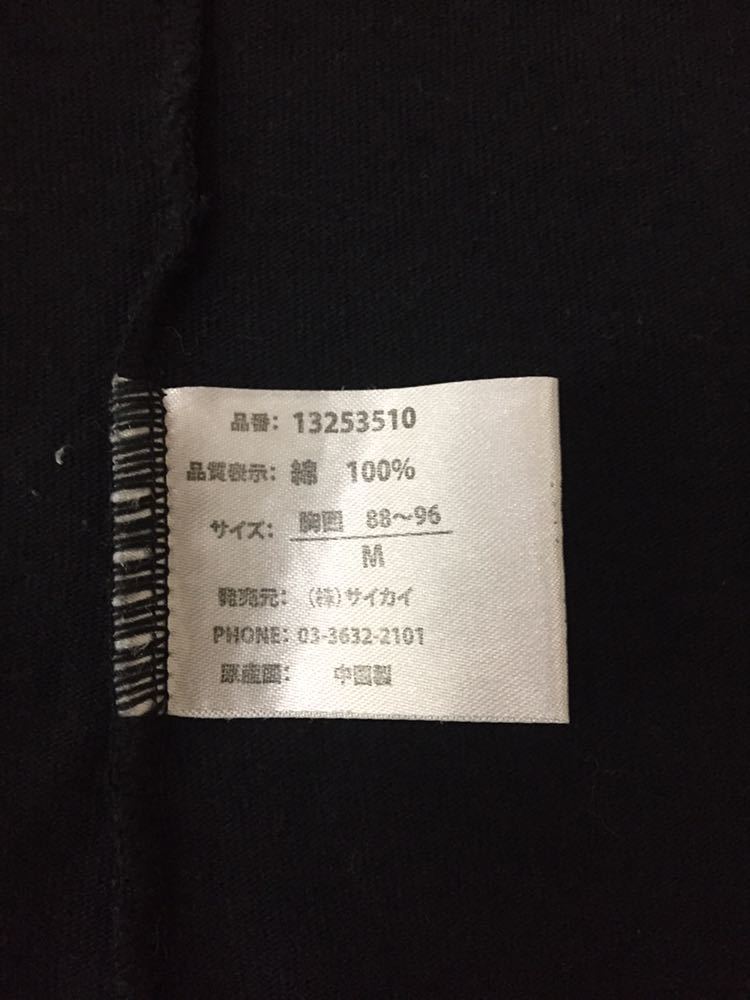 品番: 13253510
品質表示: 綿 100%
サイズ: 胸囲 88〜96
M
発売元: (株)サイカイ
PHONE: 03-3632-2101
原産国: 中国製